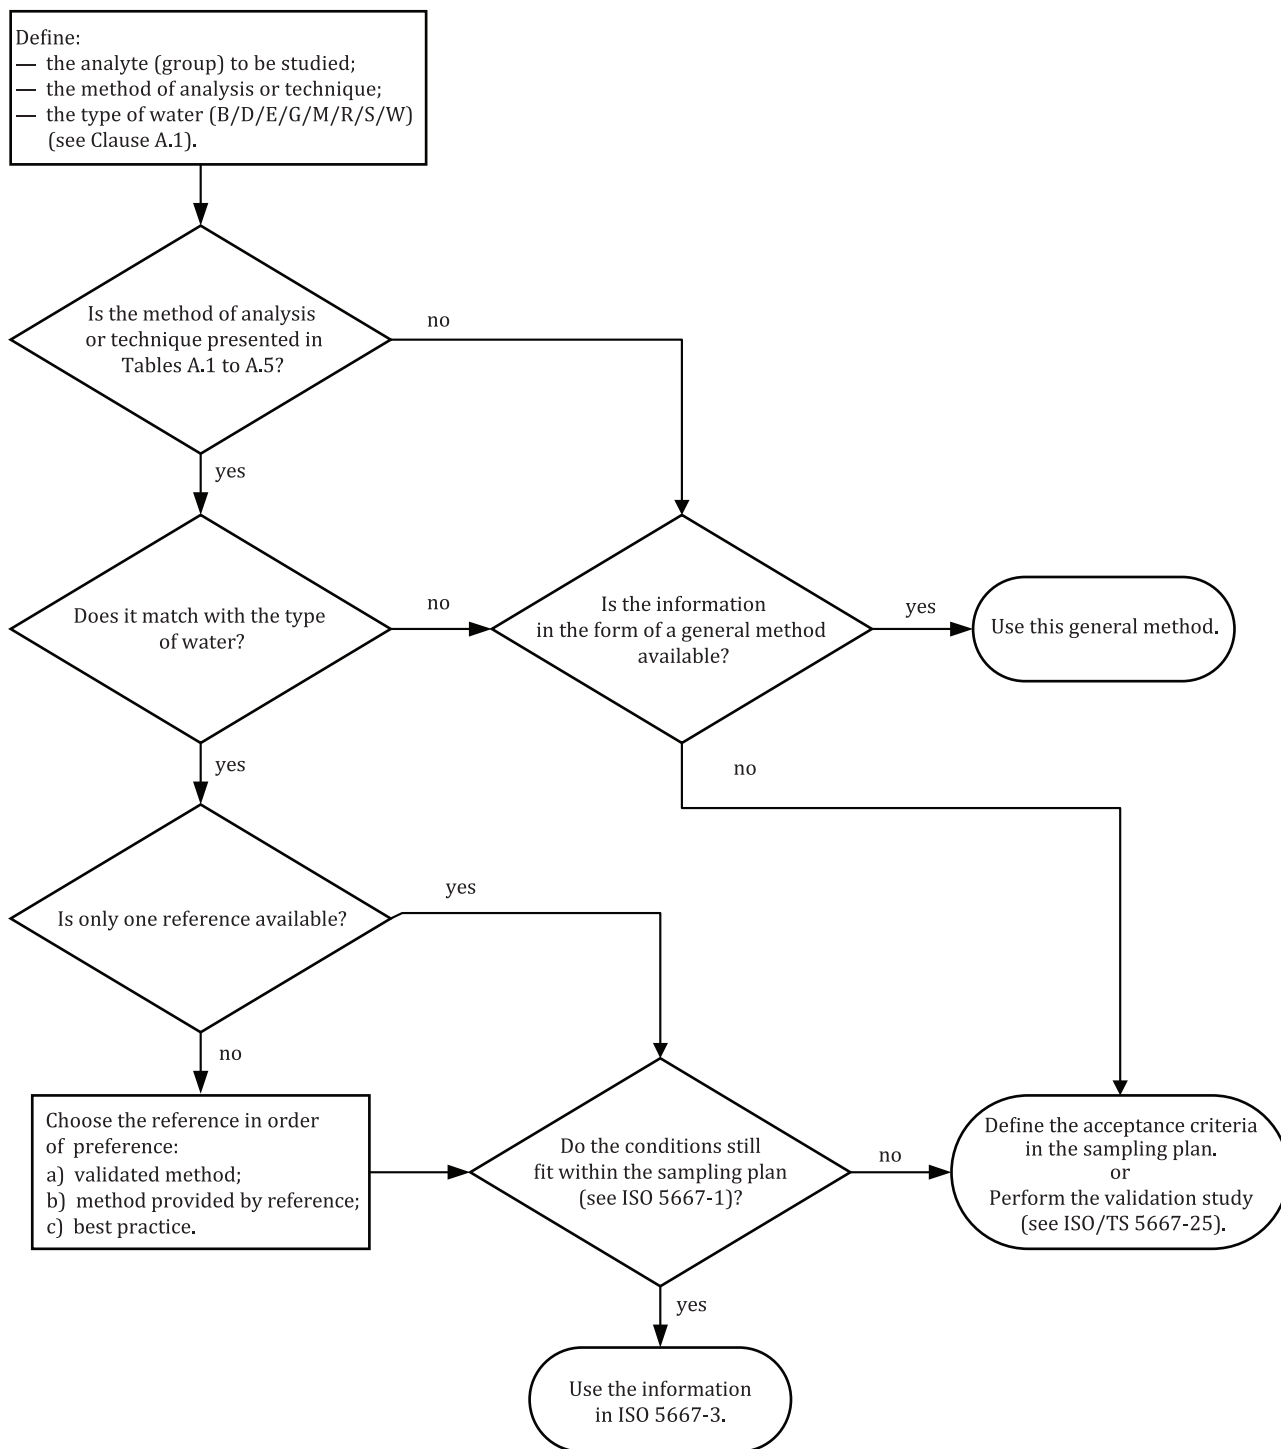 Define:
— the analyte (group) to be studied;
— the method of analysis or technique;
— the type of water (B/D/E/G/M/R/S/W)
(see Clause A.1).
Is the method of analysis
or technique presented in
Tables A.1 to A.5?
no
yes
Does it match with the type
of water?
no
Is the information
in the form of a general method
available?
yes
Use this general method.
yes
no
Is only one reference available?
yes
no
Choose the reference in order
of preference:
a) validated method;
b) method provided by reference;
c) best practice.
Do the conditions still
fit within the sampling plan
(see ISO 5667-1)?
no
Define the acceptance criteria
in the sampling plan.
or
Perform the validation study
(see ISO/TS 5667-25).
yes
Use the information
in ISO 5667-3.